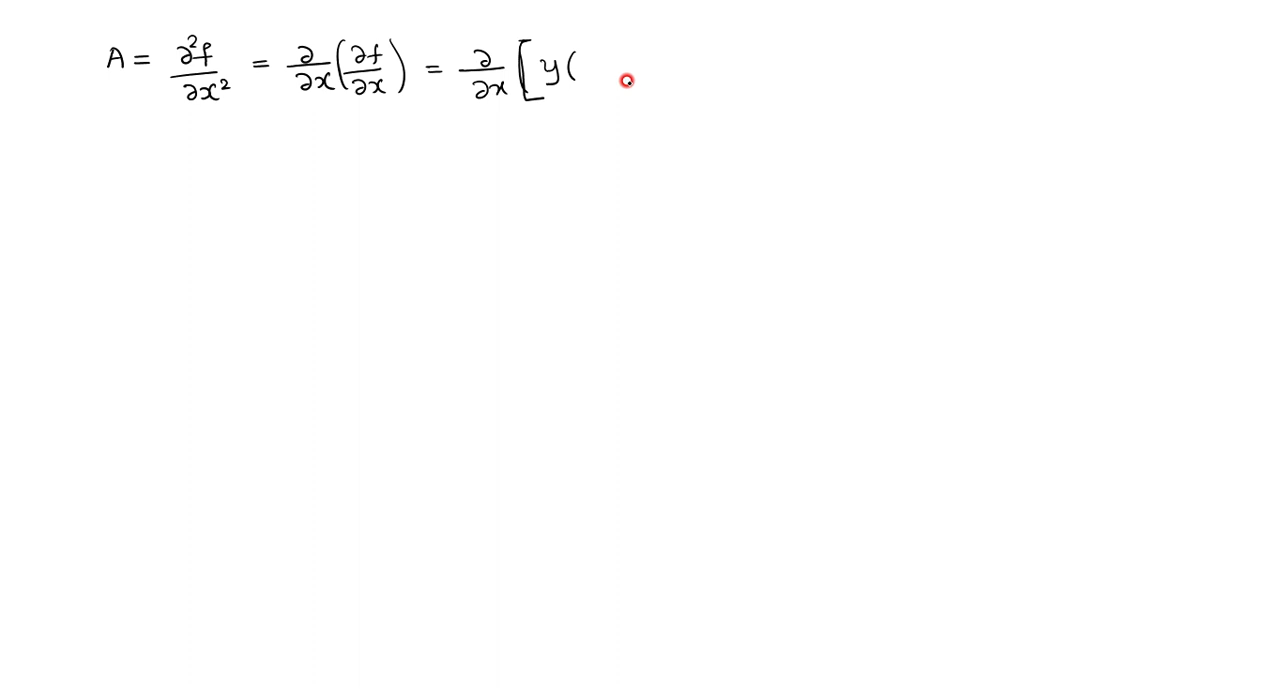 A = ∂²f/∂x² = ∂/∂x (∂f/∂x) = ∂/∂x [ y(